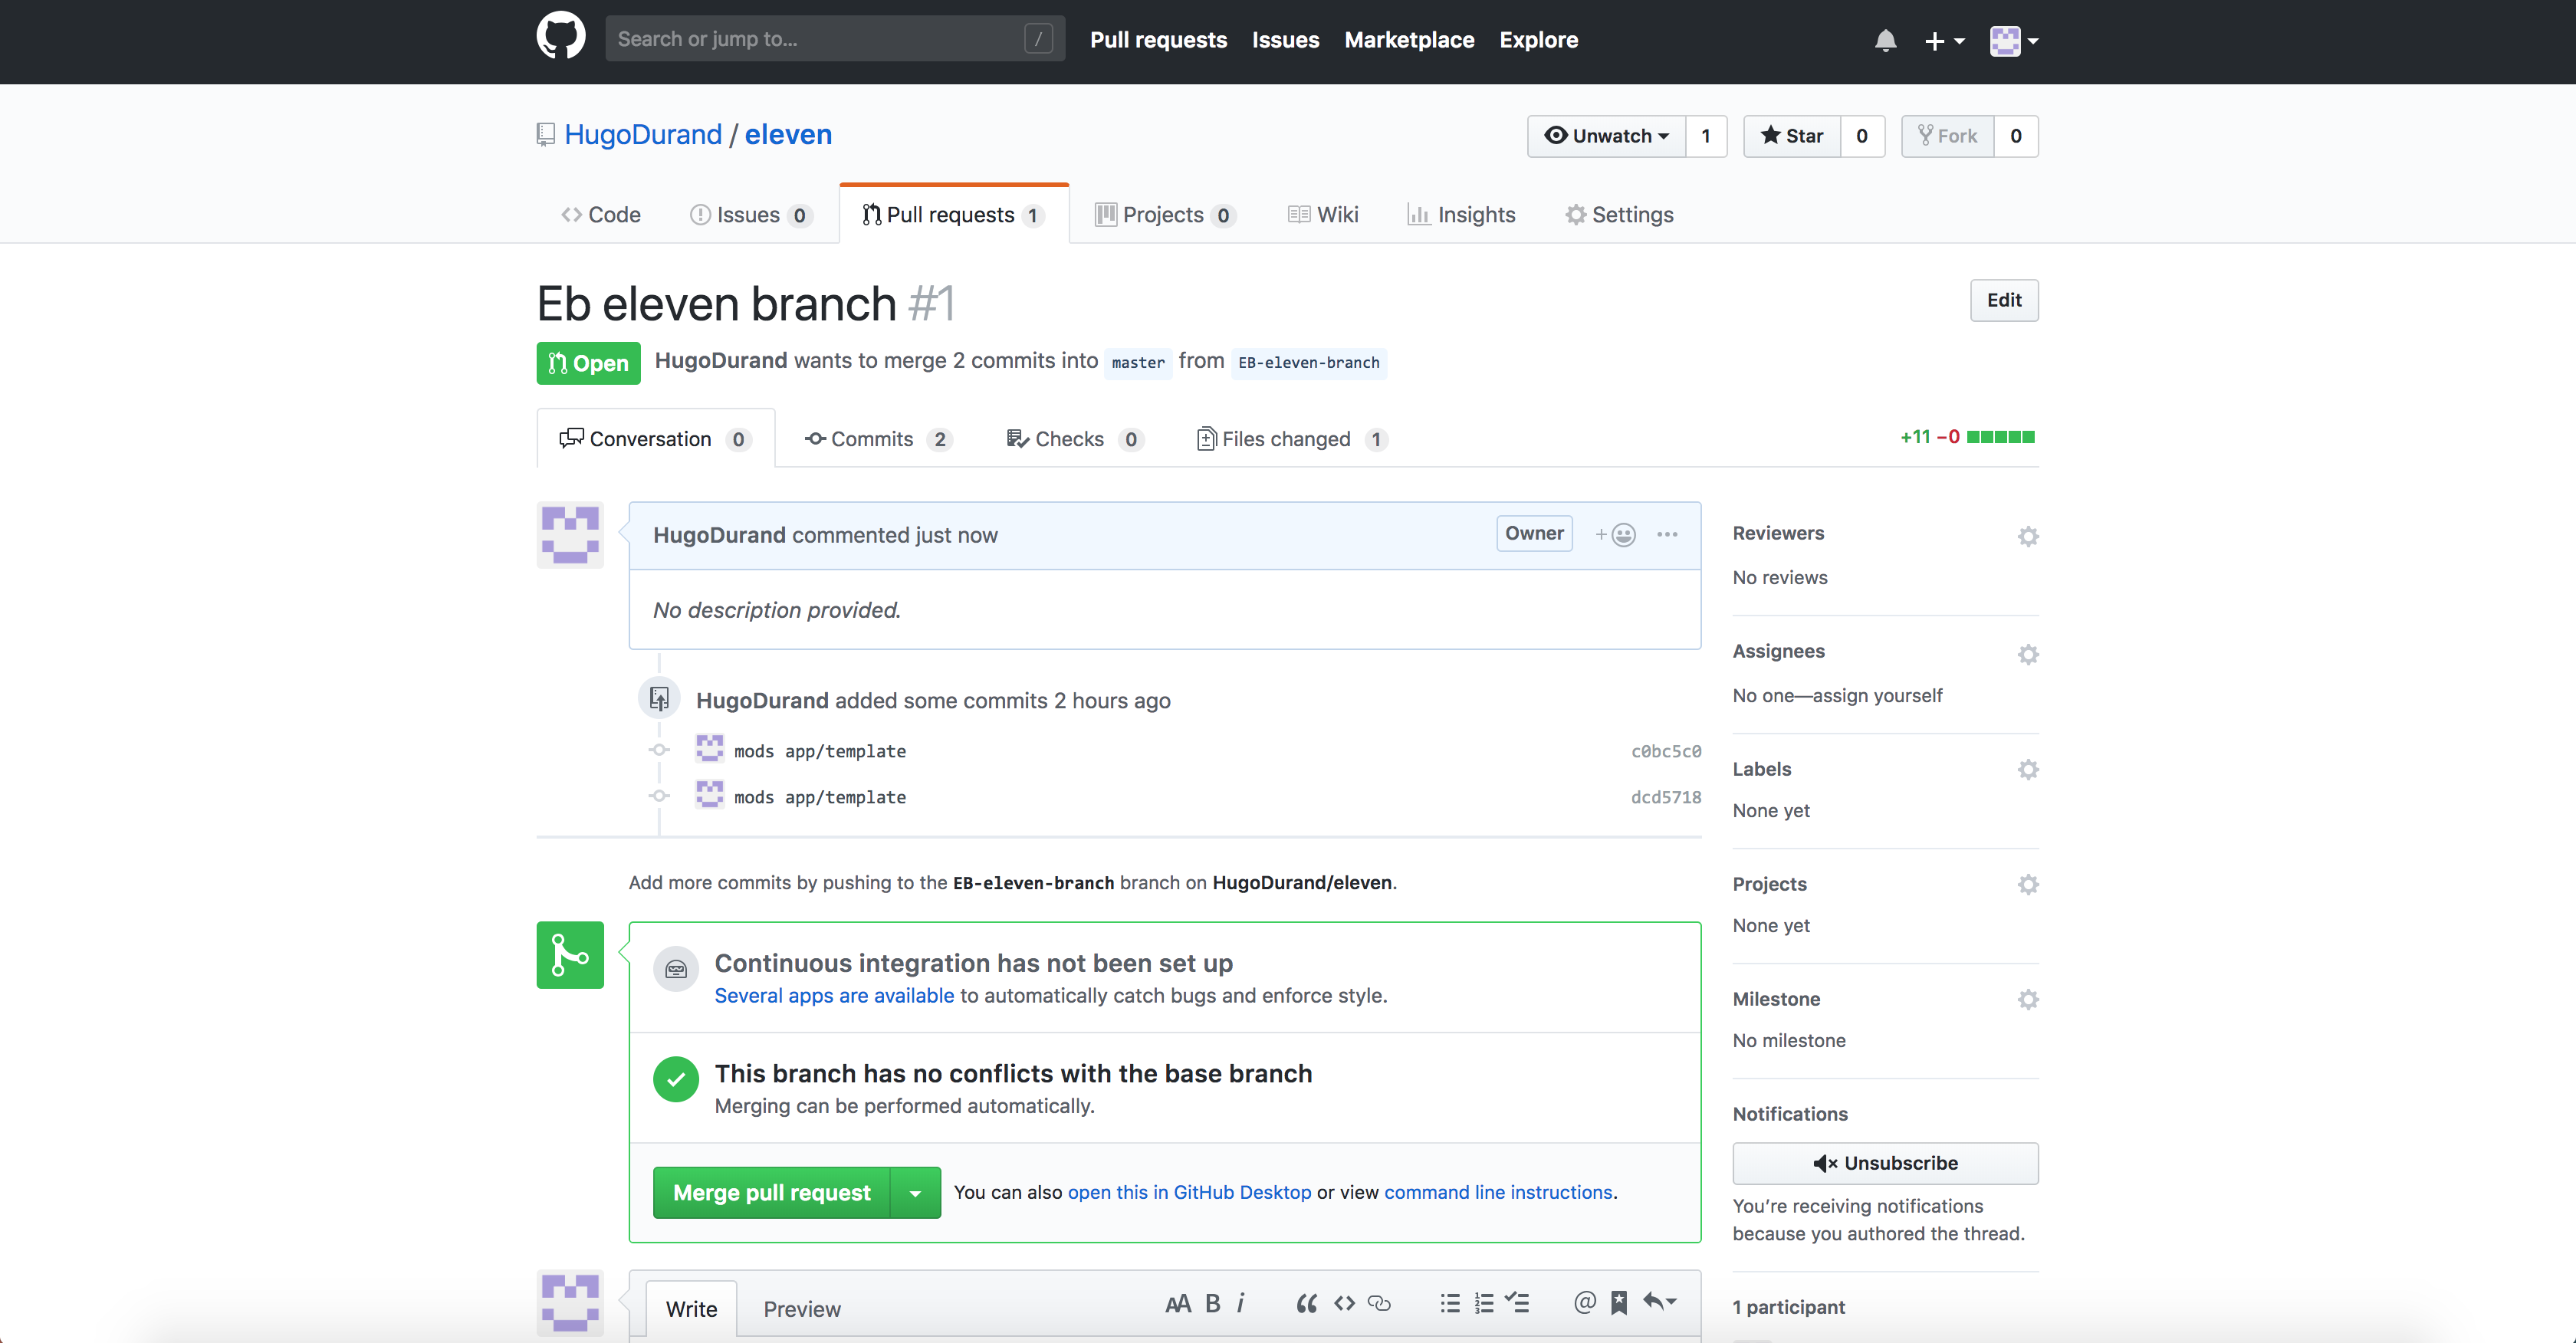 Search or jump to... /
Pull requests Issues Marketplace Explore
HugoDurand / eleven
Unwatch 1 Star 0 Fork 0
Code Issues 0 Pull requests 1 Projects 0 Wiki Insights Settings
Eb eleven branch #1
Edit
Open HugoDurand wants to merge 2 commits into master from EB-eleven-branch
Conversation 0 Commits 2 Checks 0 Files changed 1
+11 −0
HugoDurand commented just now
Owner
No description provided.
HugoDurand added some commits 2 hours ago
mods app/template c0bc5c0
mods app/template dcd5718
Add more commits by pushing to the EB-eleven-branch branch on HugoDurand/eleven.
Continuous integration has not been set up
Several apps are available to automatically catch bugs and enforce style.
This branch has no conflicts with the base branch
Merging can be performed automatically.
Merge pull request You can also open this in GitHub Desktop or view command line instructions.
Write Preview
Reviewers
No reviews
Assignees
No one—assign yourself
Labels
None yet
Projects
None yet
Milestone
No milestone
Notifications
Unsubscribe
You’re receiving notifications
because you authored the thread.
1 participant